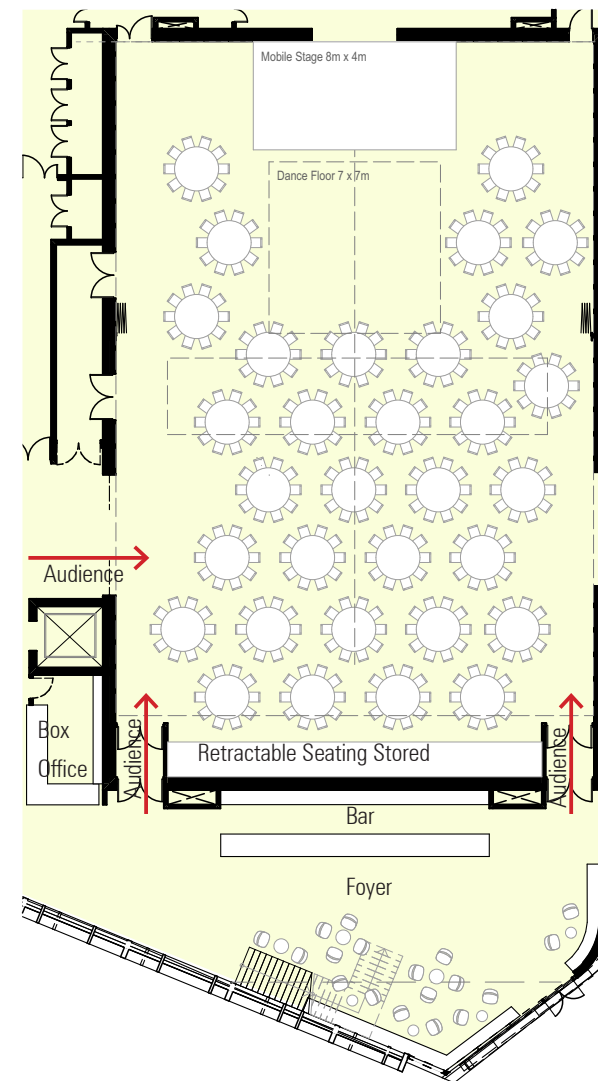 Mobile Stage 8m x 4m
Dance Floor 7 x 7m
Audience
Box
Office
Audience
Retractable Seating Stored
Audience
Bar
Foyer